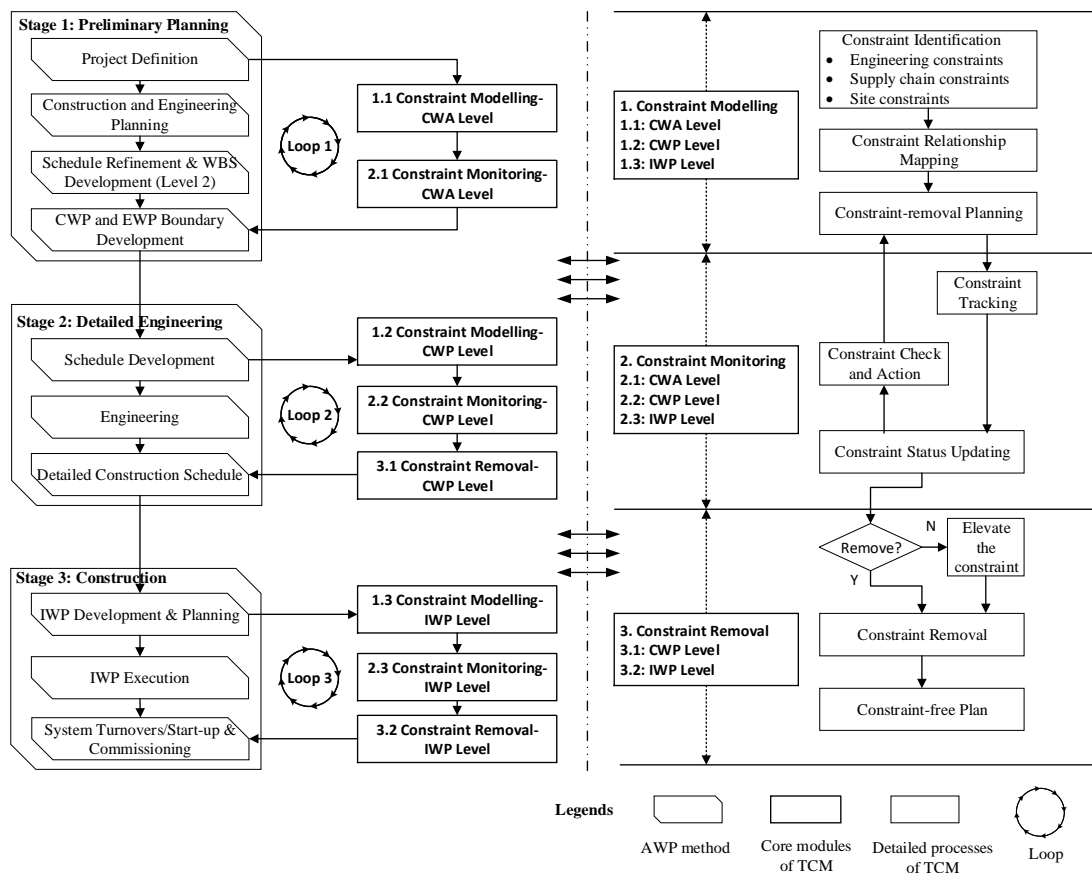 Stage 1: Preliminary Planning
Project Definition
Construction and Engineering
Planning
Schedule Refinement & WBS
Development (Level 2)
CWP and EWP Boundary
Development
Loop 1
1.1 Constraint Modelling-
CWA Level
2.1 Constraint Monitoring-
CWA Level
Stage 2: Detailed Engineering
Schedule Development
Engineering
Detailed Construction Schedule
Loop 2
1.2 Constraint Modelling-
CWP Level
2.2 Constraint Monitoring-
CWP Level
3.1 Constraint Removal-
CWP Level
Stage 3: Construction
IWP Development & Planning
IWP Execution
System Turnovers/Start-up &
Commissioning
Loop 3
1.3 Constraint Modelling-
IWP Level
2.3 Constraint Monitoring-
IWP Level
3.2 Constraint Removal-
IWP Level
1. Constraint Modelling
1.1: CWA Level
1.2: CWP Level
1.3: IWP Level
2. Constraint Monitoring
2.1: CWA Level
2.2: CWP Level
2.3: IWP Level
3. Constraint Removal
3.1: CWP Level
3.2: IWP Level
Constraint Identification
• Engineering constraints
• Supply chain constraints
• Site constraints
Constraint Relationship
Mapping
Constraint-removal Planning
Constraint
Tracking
Constraint Check
and Action
Constraint Status Updating
Remove?
N
Y
Elevate
the
constraint
Constraint Removal
Constraint-free Plan
Legends
AWP method
Core modules
of TCM
Detailed processes
of TCM
Loop